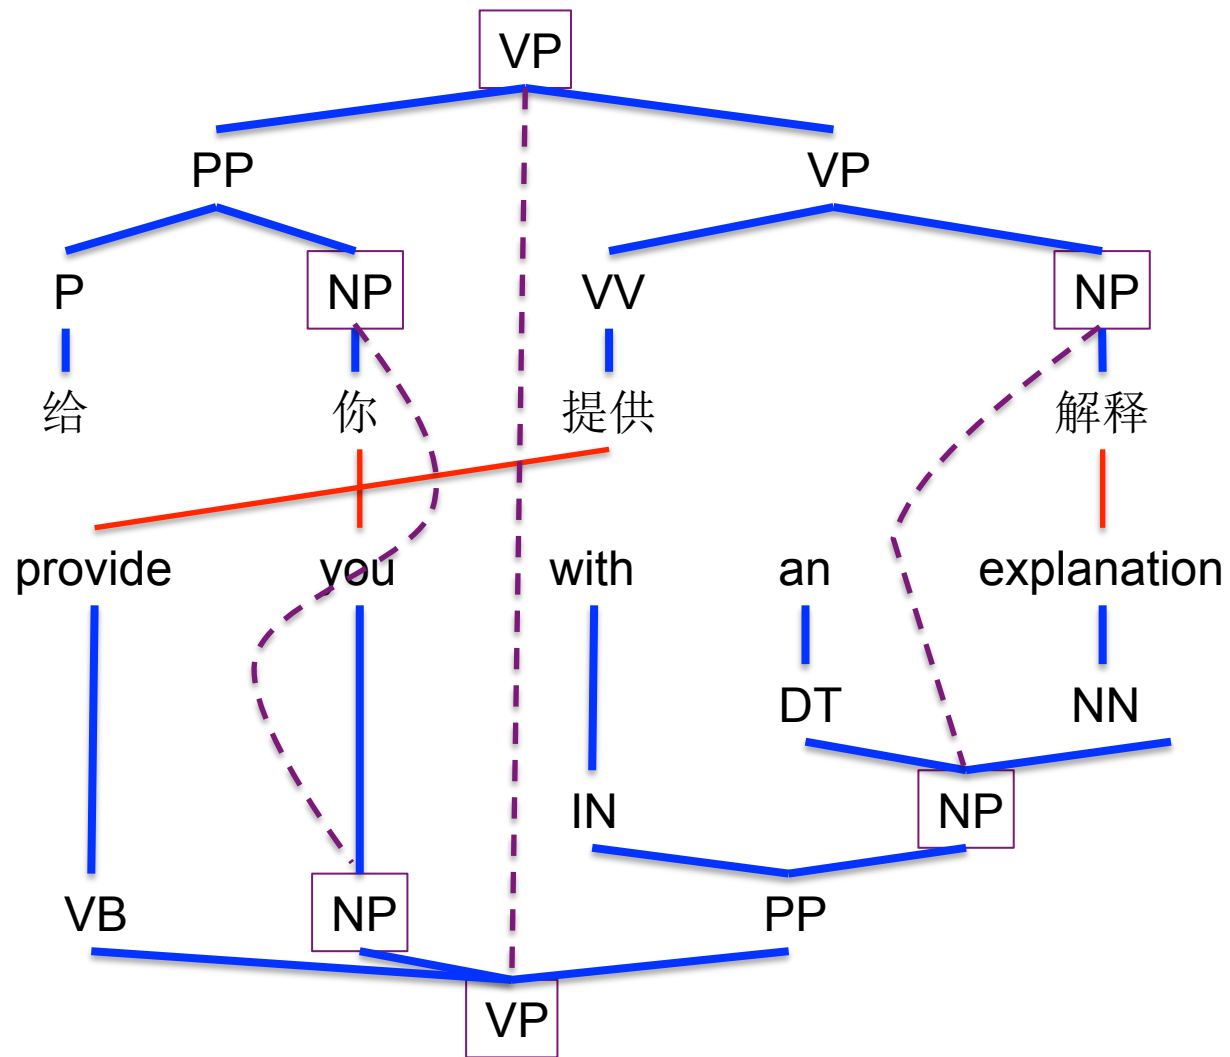 VP
PP VP
P NP VV NP
给 你 提供 解释
provide you with an explanation
DT NN
IN NP
VB NP PP
VP